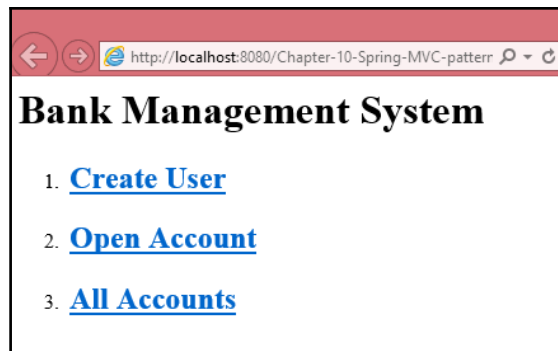 http://localhost:8080/Chapter-10-Spring-MVC-patterr
Bank Management System
1. Create User
2. Open Account
3. All Accounts